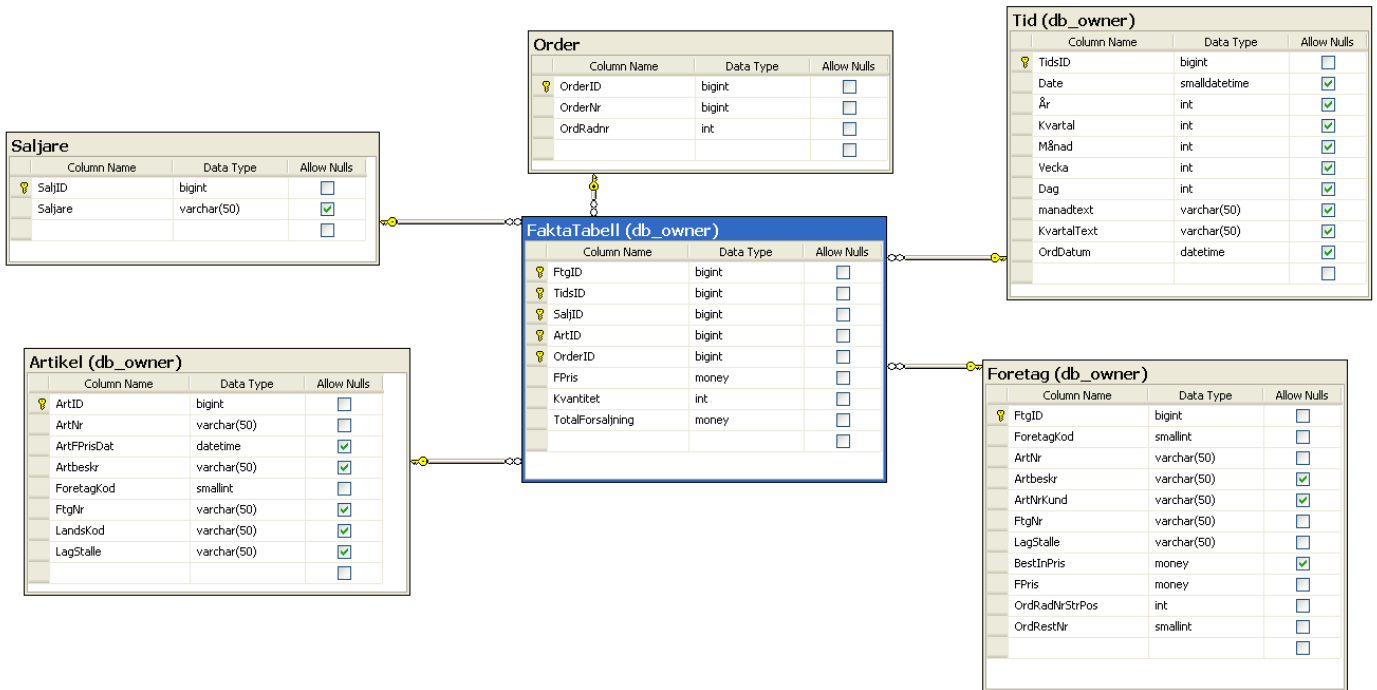 Order
Column Name Data Type Allow Nulls
OrderID bigint
OrderNr bigint
OrdRadnr int
Tid (db_owner)
Column Name Data Type Allow Nulls
TidsID bigint
Date smalldatetime
År int
Kvartal int
Månad int
Vecka int
Dag int
manadtext varchar(50)
KvartalText varchar(50)
OrdDatum datetime
Saljare
Column Name Data Type Allow Nulls
SaljID bigint
Saljare varchar(50)
FaktaTabell (db_owner)
Column Name Data Type Allow Nulls
FtgID bigint
TidsID bigint
SaljID bigint
ArtID bigint
OrderID bigint
FPris money
Kvantitet int
TotalForsaljning money
Artikel (db_owner)
Column Name Data Type Allow Nulls
ArtID bigint
ArtNr varchar(50)
ArtFPrisDat datetime
Artbeskr varchar(50)
ForetagKod smallint
FtgNr varchar(50)
LandsKod varchar(50)
LagStalle varchar(50)
Foretag (db_owner)
Column Name Data Type Allow Nulls
FtgID bigint
ForetagKod smallint
ArtNr varchar(50)
Artbeskr varchar(50)
ArtNrKund varchar(50)
FtgNr varchar(50)
LagStalle varchar(50)
BestInPris money
FPris money
OrdRadNrStrPos int
OrdRestNr smallint